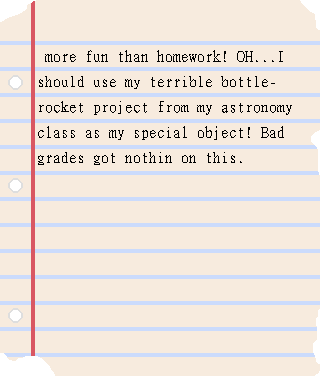 more fun than homework! OH...I
should use my terrible bottle-
rocket project from my astronomy
class as my special object! Bad
grades got nothin on this.